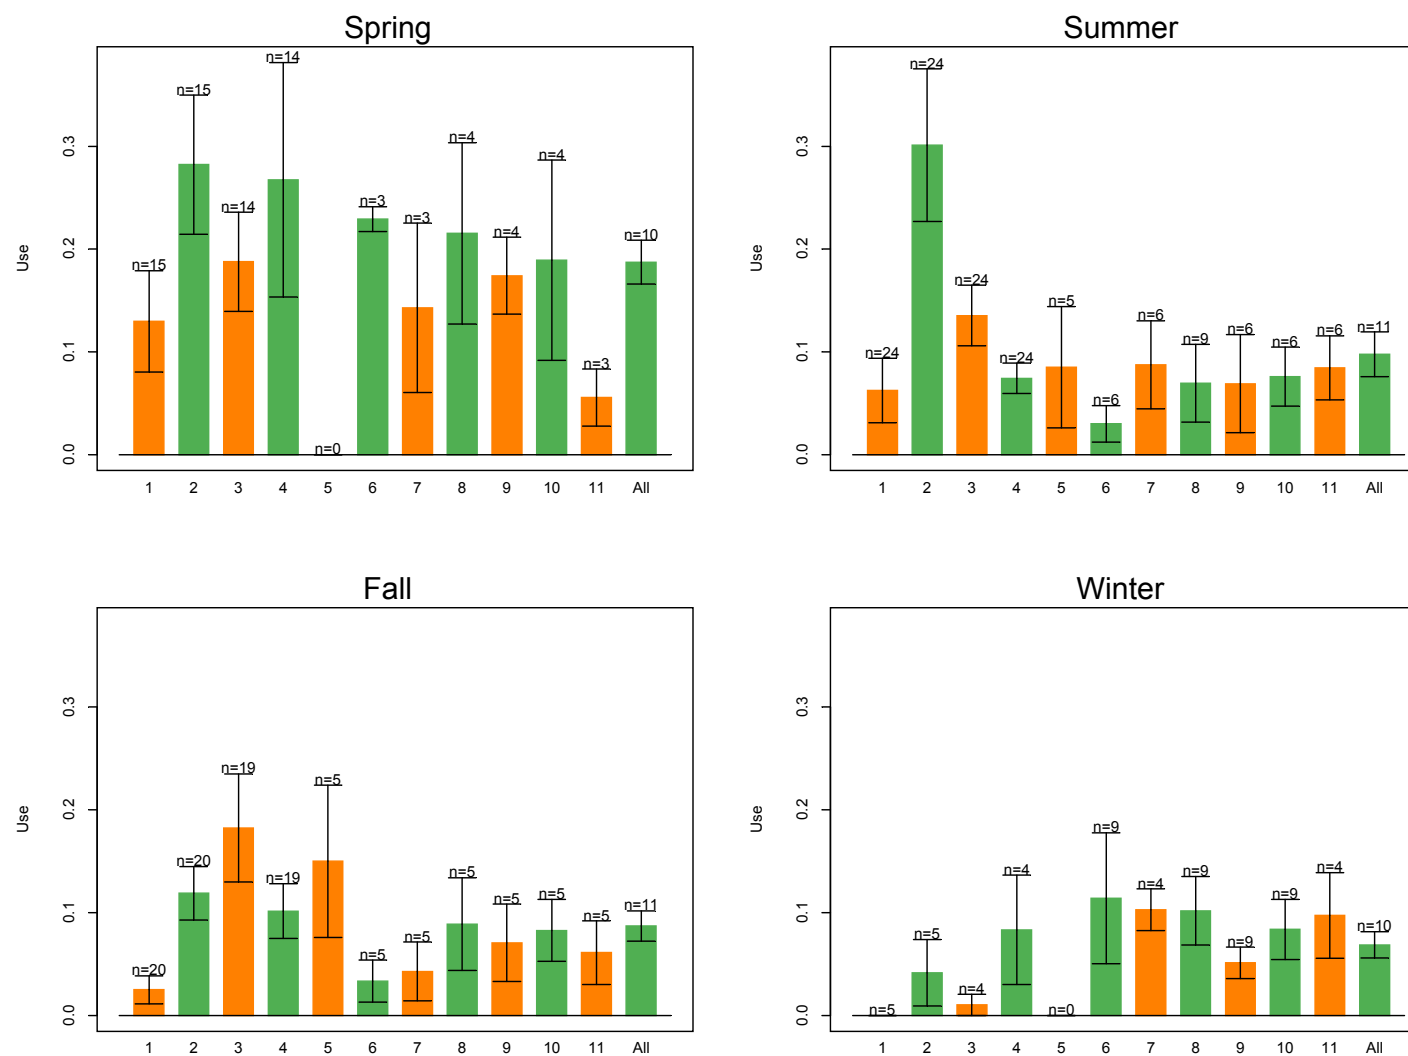 Spring
n=15
n=15
n=14
n=14
n=0
n=3
n=3
n=4
n=4
n=4
n=3
n=10
Use
0.0
0.1
0.2
0.3
1 2 3 4 5 6 7 8 9 10 11 All
Summer
n=24
n=24
n=24
n=24
n=5
n=6
n=6
n=9
n=6
n=6
n=6
n=11
Use
0.0
0.1
0.2
0.3
1 2 3 4 5 6 7 8 9 10 11 All
Fall
n=20
n=20
n=19
n=19
n=5
n=5
n=5
n=5
n=5
n=5
n=5
n=11
Use
0.0
0.1
0.2
0.3
1 2 3 4 5 6 7 8 9 10 11 All
Winter
n=5
n=5
n=4
n=4
n=0
n=9
n=4
n=9
n=9
n=9
n=4
n=10
Use
0.0
0.1
0.2
0.3
1 2 3 4 5 6 7 8 9 10 11 All